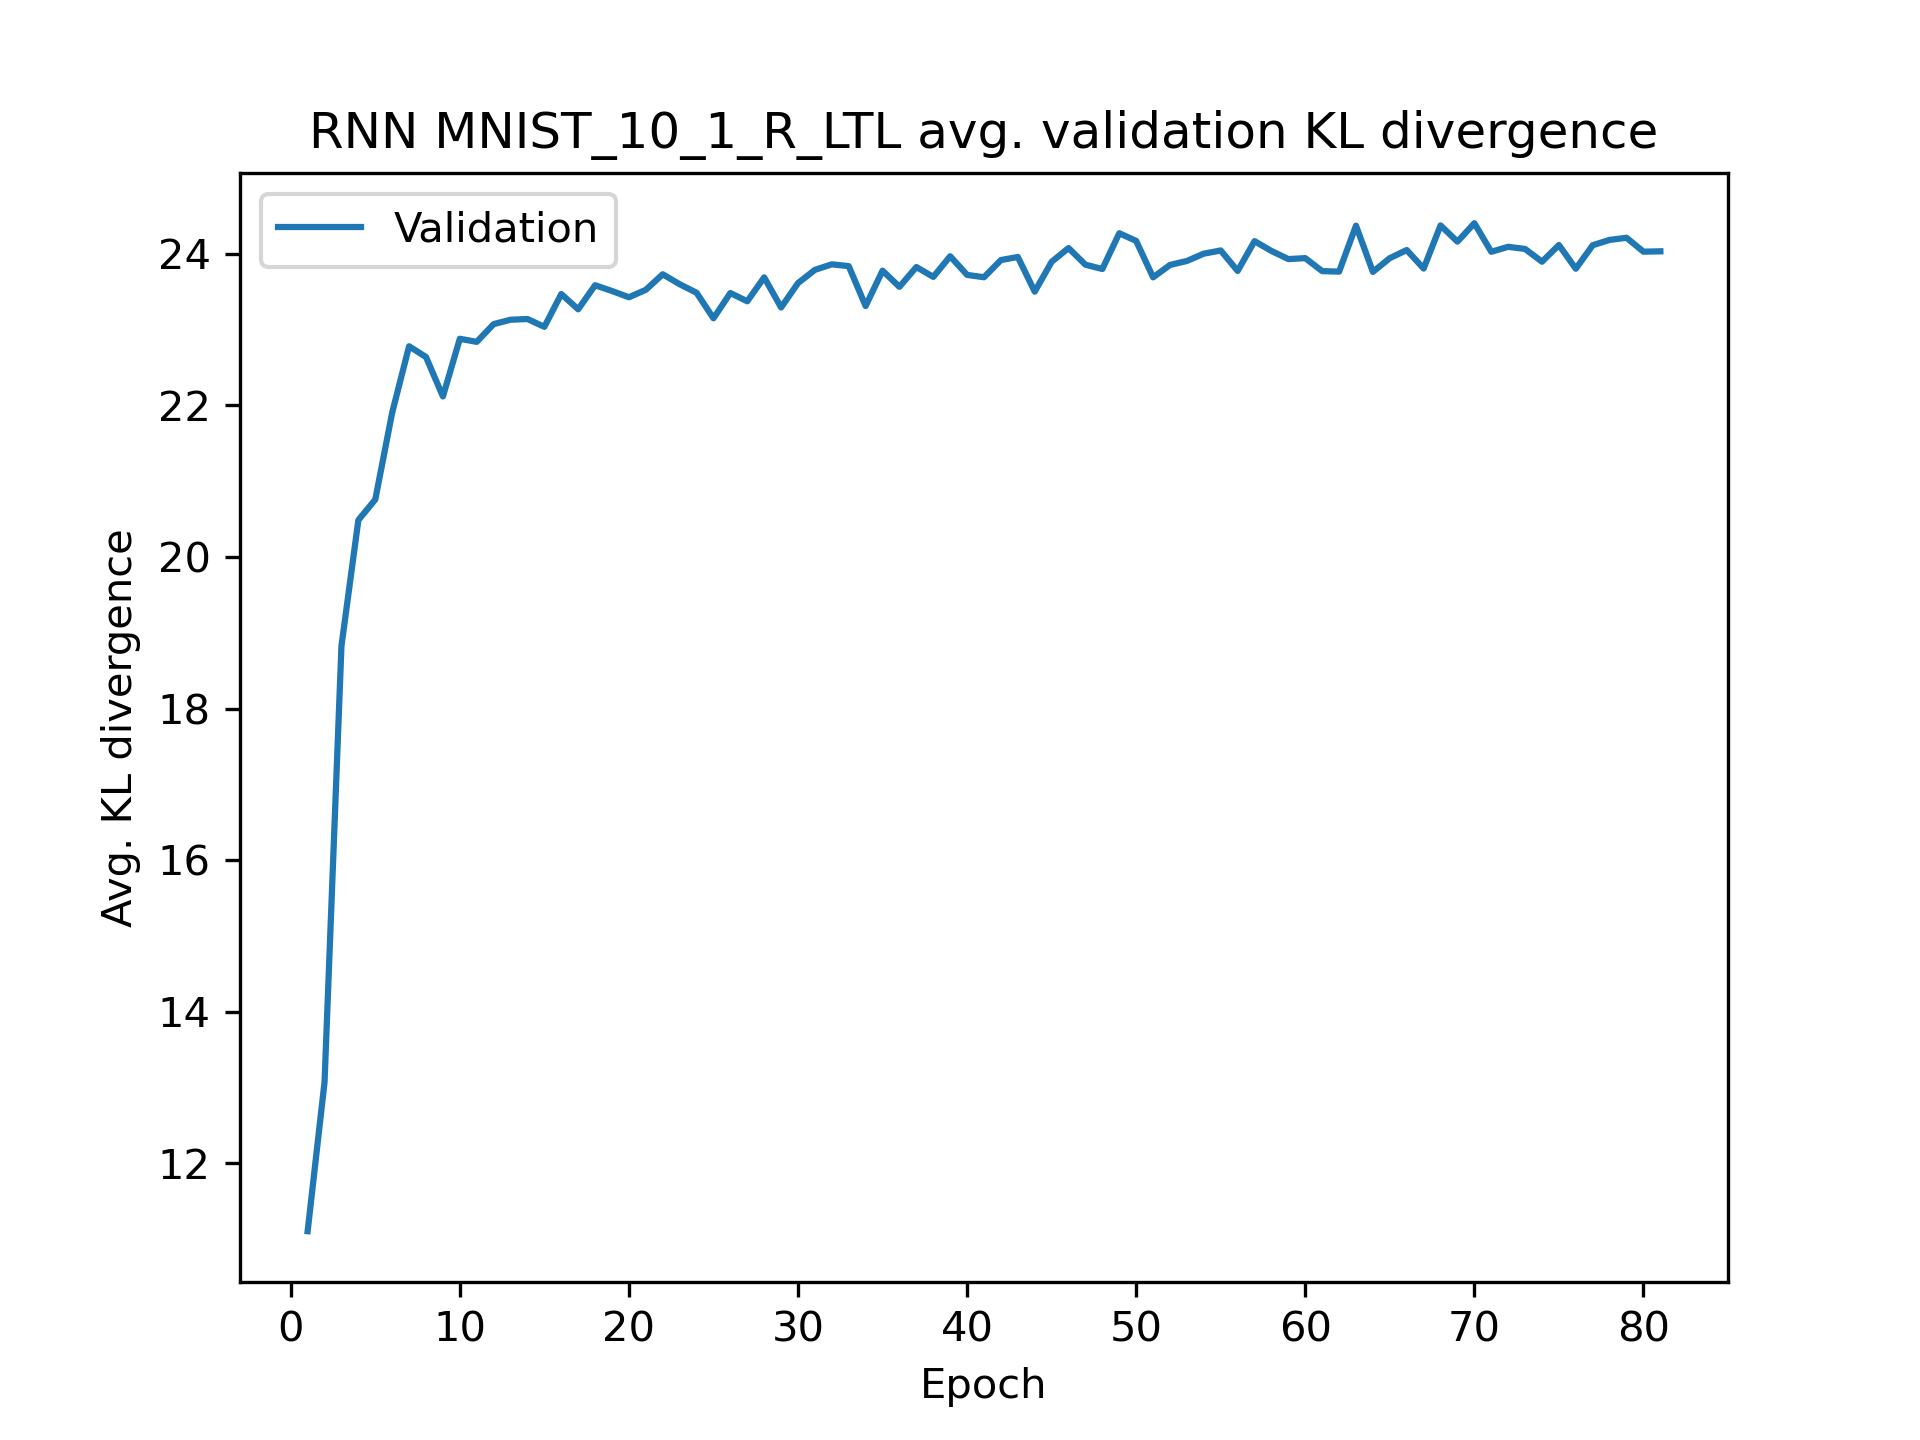 RNN MNIST_10_1_R_LTL avg. validation KL divergence
Validation
Avg. KL divergence
24
22
20
18
16
14
12
0 10 20 30 40 50 60 70 80
Epoch